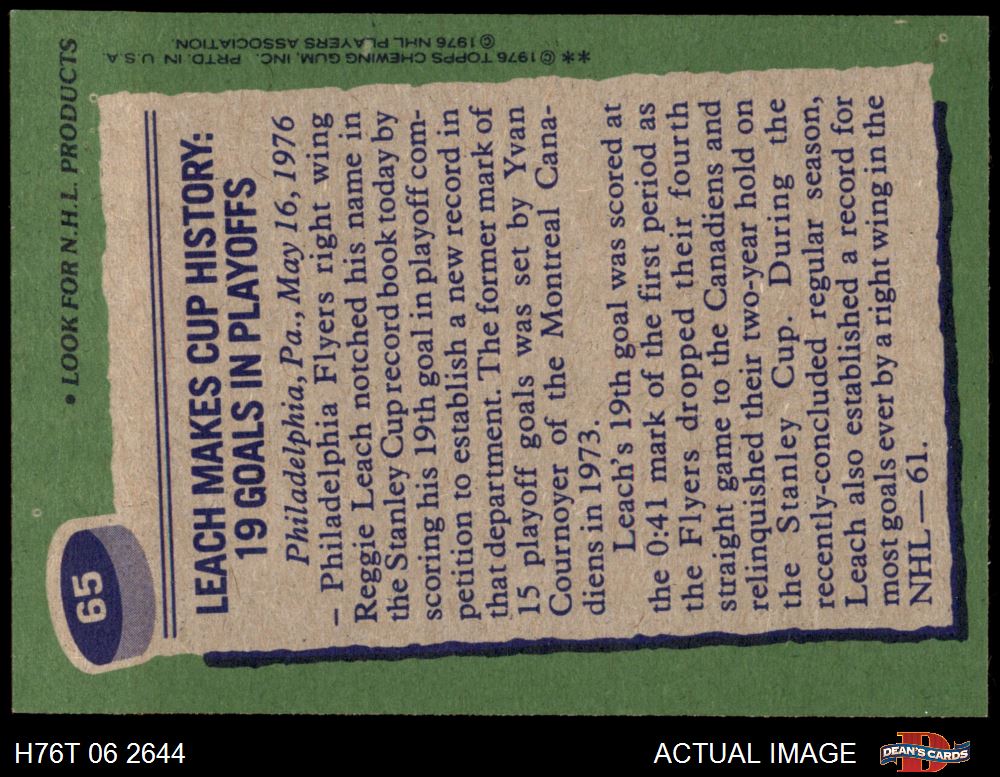 65
• LOOK FOR N.H.L. PRODUCTS
LEACH MAKES CUP HISTORY:
19 GOALS IN PLAYOFFS
Philadelphia, Pa., May 16, 1976
– Philadelphia Flyers right wing
Reggie Leach notched his name in
the Stanley Cup record book today by
scoring his 19th goal in playoff com-
petition to establish a new record in
that department. The former mark of
15 playoff goals was set by Yvan
Cournoyer of the Montreal Cana-
diens in 1973.
Leach's 19th goal was scored at
the 0:41 mark of the first period as
the Flyers dropped their fourth
straight game to the Canadiens and
relinquished their two-year hold on
the Stanley Cup. During the
recently-concluded regular season,
Leach also established a record for
most goals ever by a right wing in the
NHL—61.
** © 1976 TOPPS CHEWING GUM, INC. PRTD. IN U.S.A.
© 1976 NHL PLAYERS ASSOCIATION.
H76T 06 2644
ACTUAL IMAGE
DEAN'S CARDS